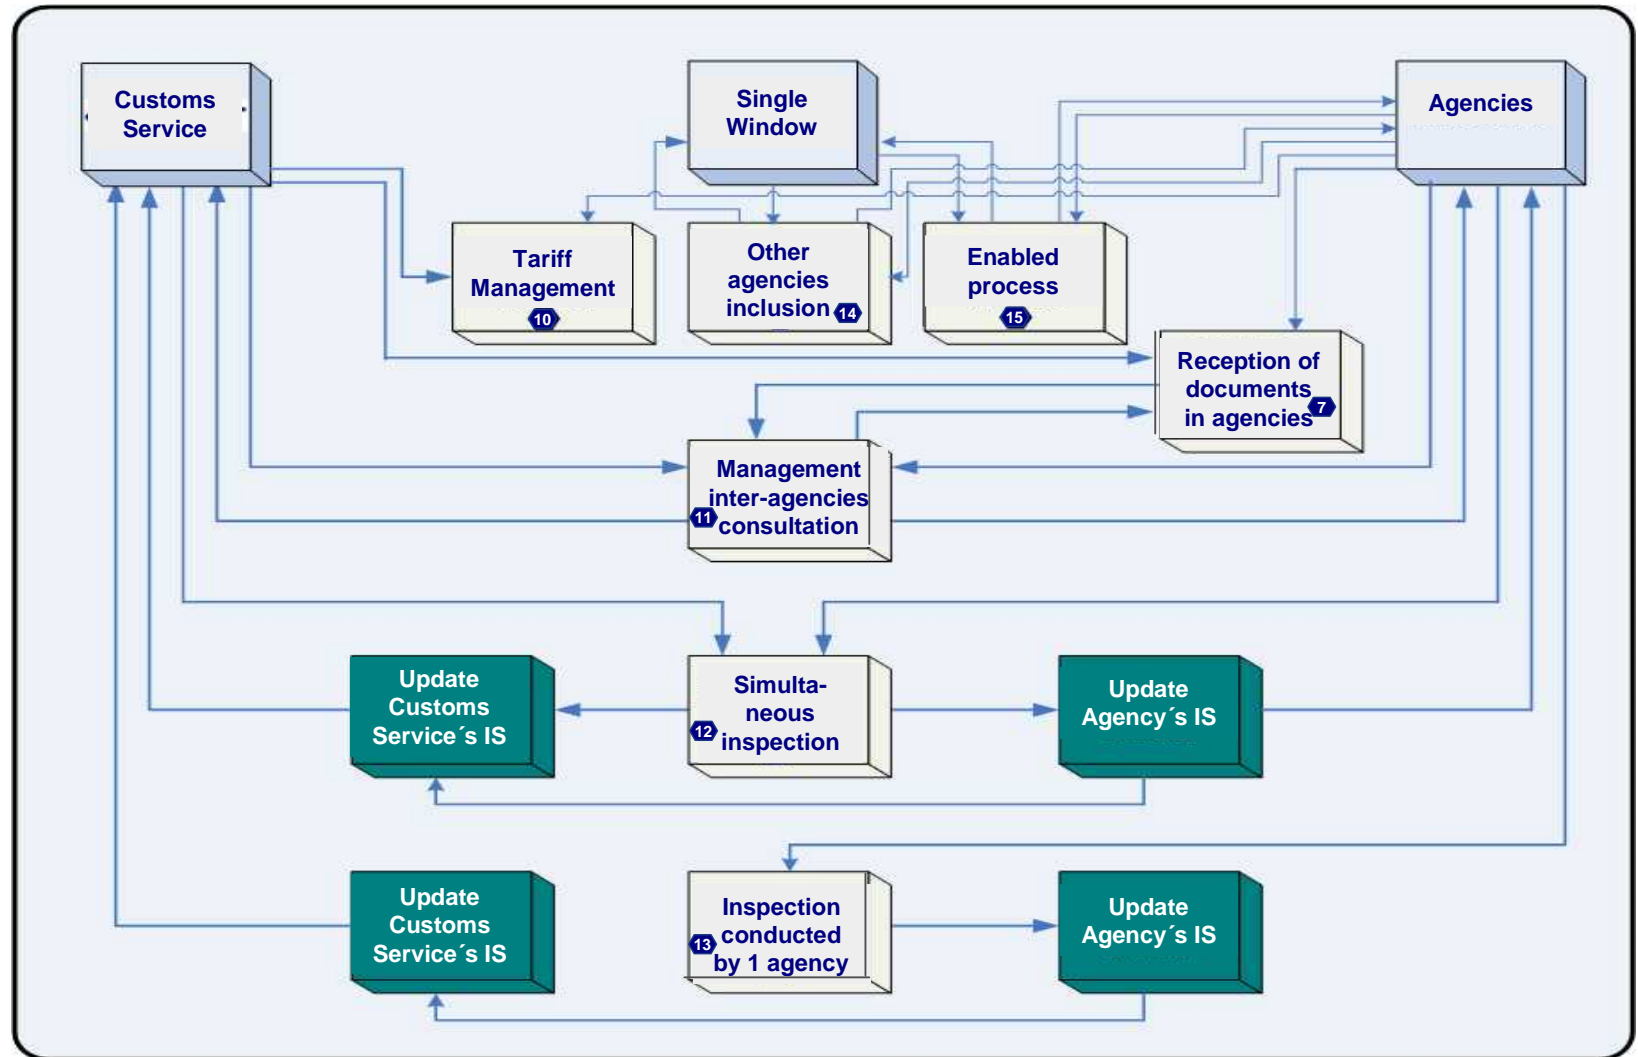 Customs
Service
Single
Window
Agencies
Tariff
Management
10
Other
agencies
inclusion 14
Enabled
process
15
Reception of
documents
in agencies 7
Management
inter-agencies
11 consultation
Update
Customs
Service´s IS
Simulta-
neous
12 inspection
Update
Agency´s IS
Update
Customs
Service´s IS
Inspection
13 conducted
by 1 agency
Update
Agency´s IS